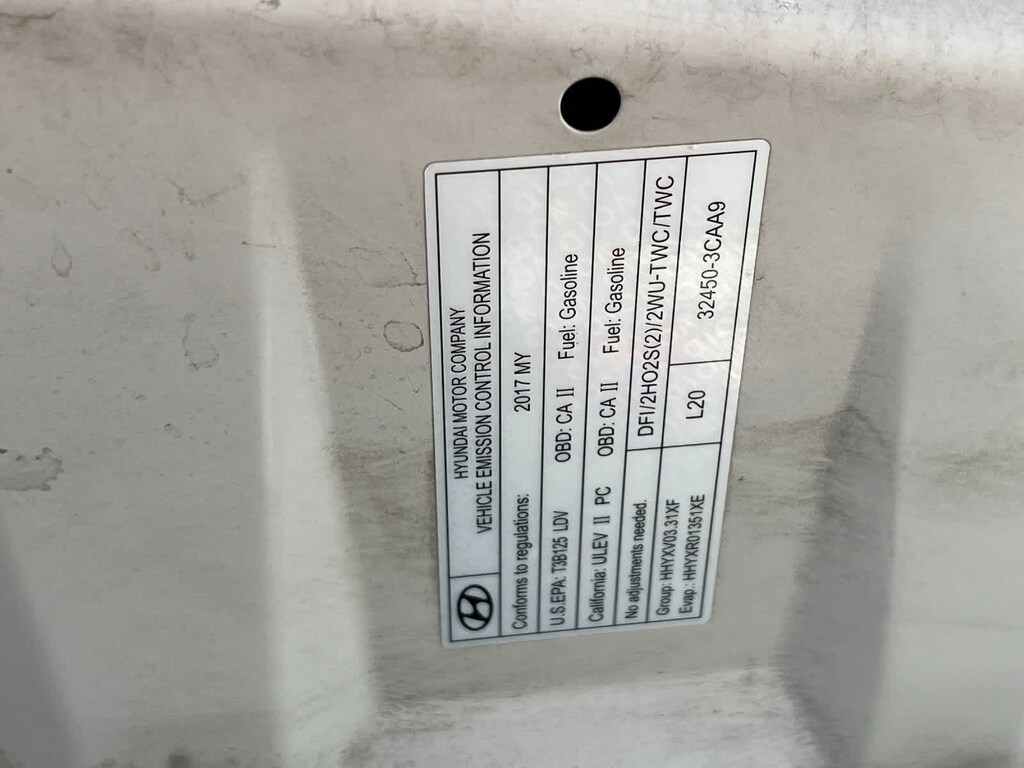 HYUNDAI MOTOR COMPANY
VEHICLE EMISSION CONTROL INFORMATION
Conforms to regulations: 2017 MY
U.S.EPA: T3B125 LDV OBD: CA II Fuel: Gasoline
California: ULEV II PC OBD: CA II Fuel: Gasoline
No adjustments needed. DFI/2HO2S(2)/2WU-TWC/TWC
Group: HHYXV03.31XF
Evap: HHYXR01351XE
L20 32450-3CAA9